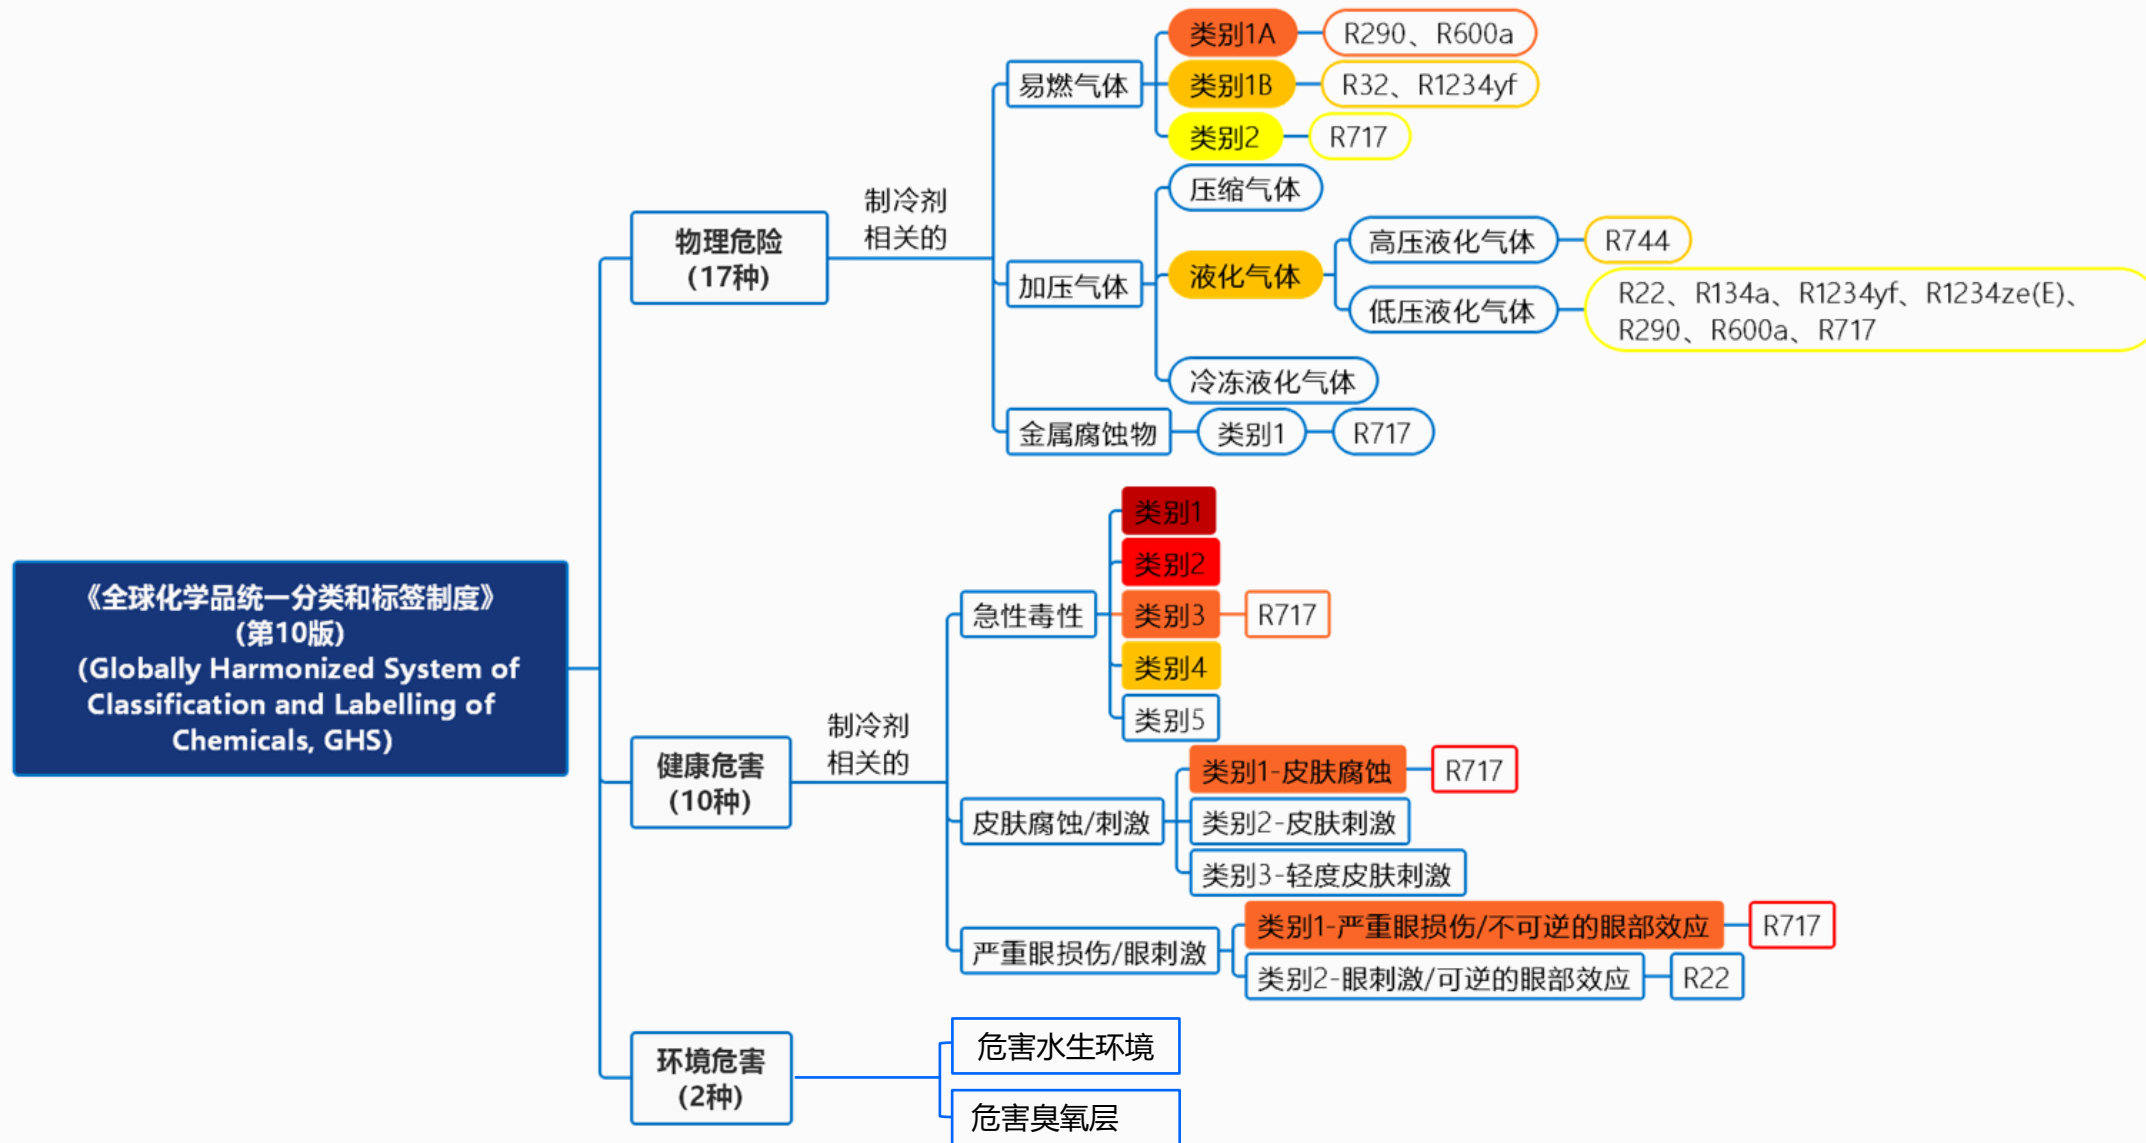 《全球化学品统一分类和标签制度》
(第10版)
(Globally Harmonized System of
Classification and Labelling of
Chemicals, GHS)
物理危险
(17种)
制冷剂
相关的
易燃气体
类别1A
R290、R600a
类别1B
R32、R1234yf
类别2
R717
加压气体
压缩气体
液化气体
高压液化气体
R744
低压液化气体
R22、R134a、R1234yf、R1234ze(E)、
R290、R600a、R717
冷冻液化气体
金属腐蚀物
类别1
R717
健康危害
(10种)
制冷剂
相关的
急性毒性
类别1
类别2
类别3
R717
类别4
类别5
皮肤腐蚀/刺激
类别1-皮肤腐蚀
R717
类别2-皮肤刺激
类别3-轻度皮肤刺激
严重眼损伤/眼刺激
类别1-严重眼损伤/不可逆的眼部效应
R717
类别2-眼刺激/可逆的眼部效应
R22
环境危害
(2种)
危害水生环境
危害臭氧层